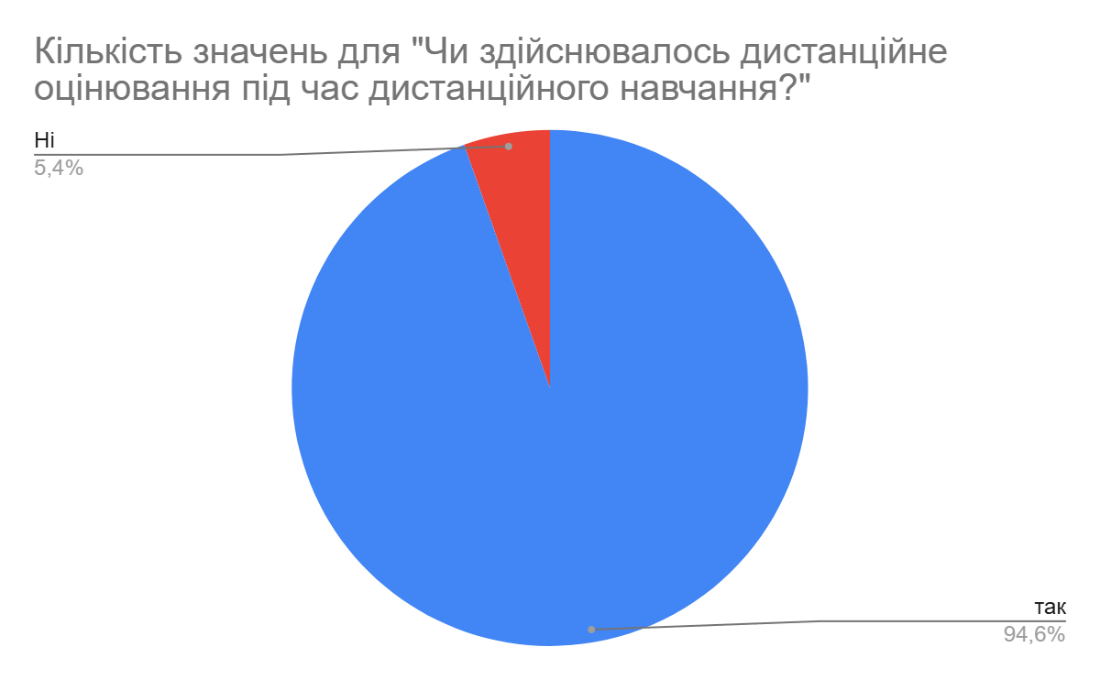 Кількість значень для "Чи здійснювалось дистанційне
оцінювання під час дистанційного навчання?"
Ні
5,4%
так
94,6%